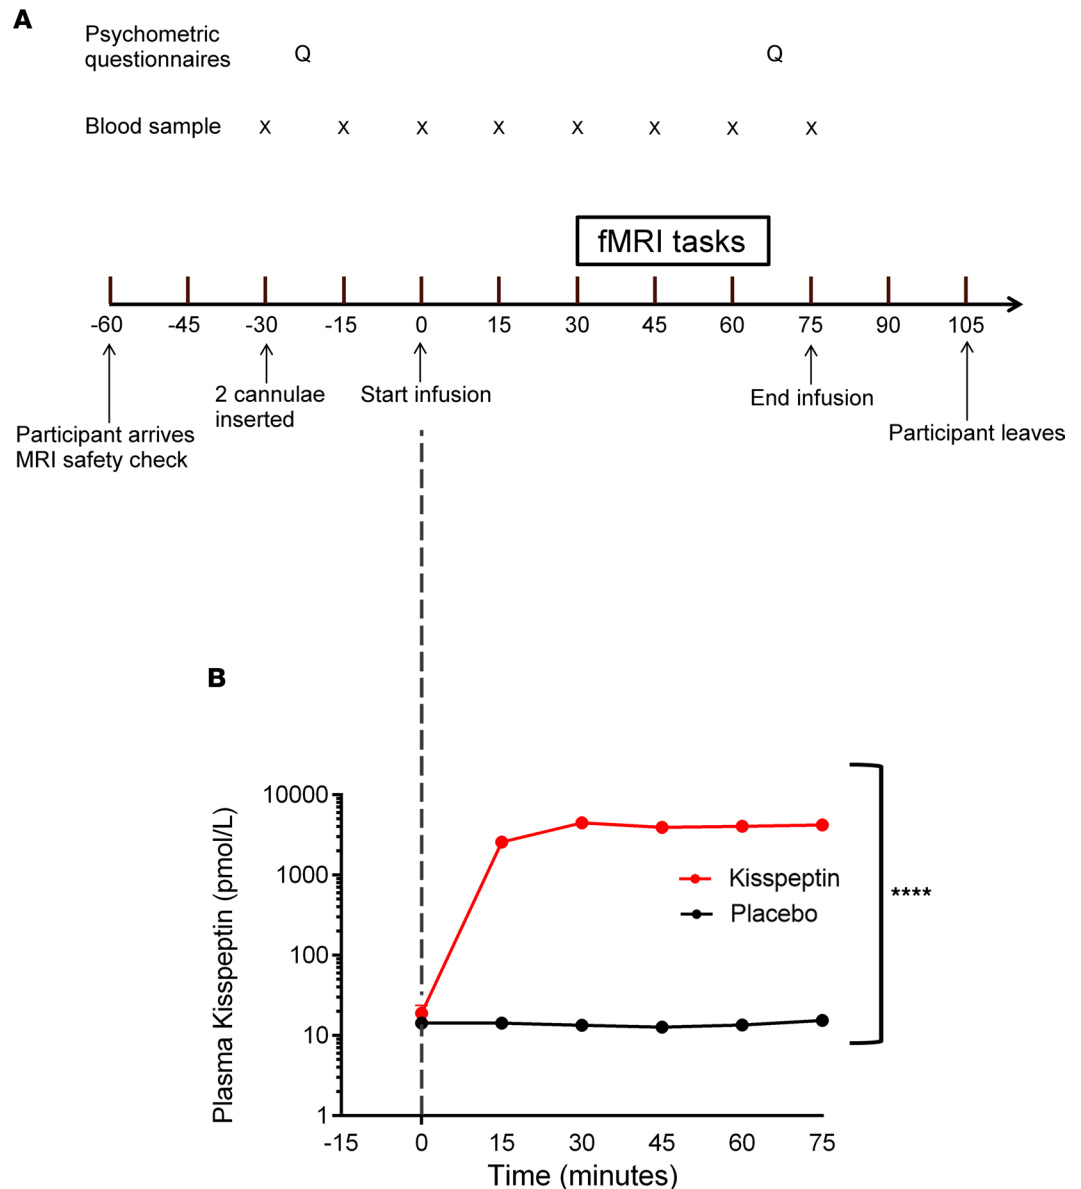 A
Psychometric
questionnaires
Q Q
Blood sample x x x x x x x x
fMRI tasks
-60 -45 -30 -15 0 15 30 45 60 75 90 105
2 cannulae
inserted
Start infusion
End infusion
Participant arrives
MRI safety check
Participant leaves
B
Plasma Kisspeptin (pmol/L)
10000
1000
100
10
1
Kisspeptin
Placebo
****
-15 0 15 30 45 60 75
Time (minutes)